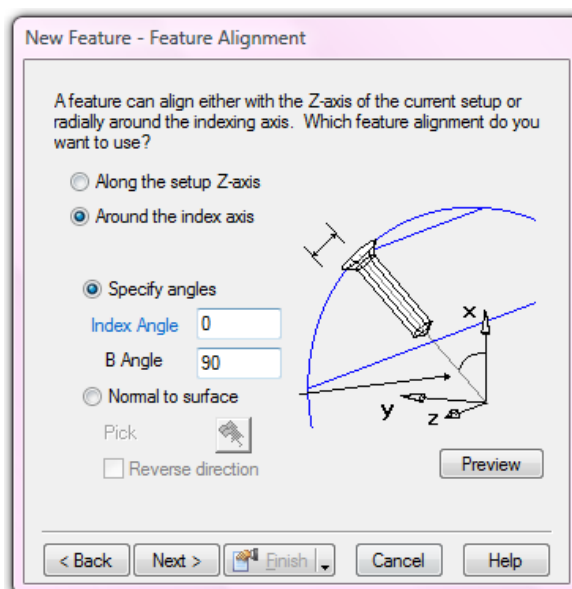 New Feature - Feature Alignment
A feature can align either with the Z-axis of the current setup or
radially around the indexing axis.  Which feature alignment do you
want to use?
Along the setup Z-axis
Around the index axis
Specify angles
Index Angle 0
B Angle 90
Normal to surface
Pick
Reverse direction
x
y
z
Preview
< Back Next > Finish Cancel Help